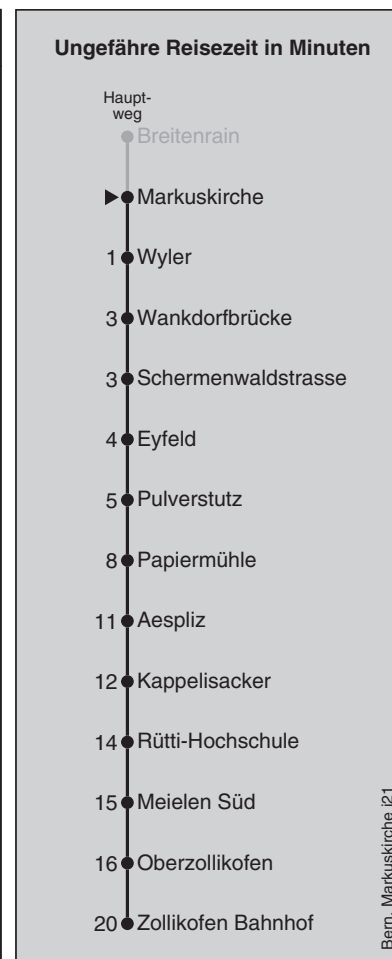 Ungefähre Reisezeit in Minuten
Haupt-
weg
Breitenrain
Markuskirche
1 Wyler
3 Wankdorfbrücke
3 Schermenwaldstrasse
4 Eyfeld
5 Pulverstutz
8 Papiermühle
11 Aespliz
12 Kappelisacker
14 Rütti-Hochschule
15 Meielen Süd
16 Oberzollikofen
20 Zollikofen Bahnhof
Bern, Markuskirche j21